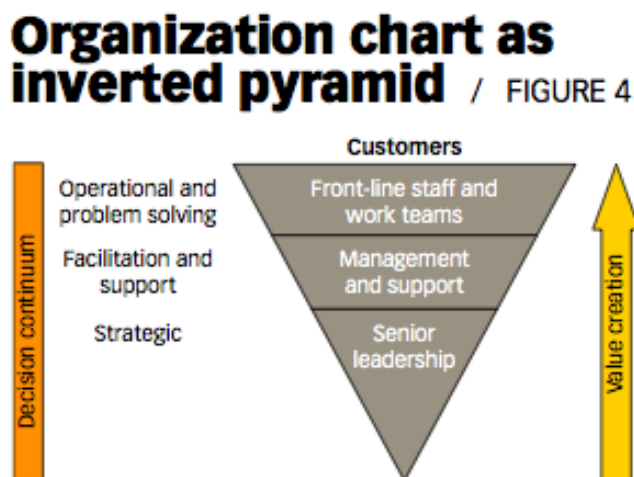 Organization chart as
inverted pyramid / FIGURE 4
Customers
Operational and
problem solving
Front-line staff and
work teams
Facilitation and
support
Management
and support
Strategic
Senior
leadership
Decision continuum
Value creation